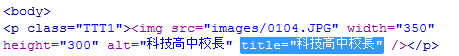 <body>
<p class="TTT1"><img src="images/0104.JPG" width="350"
height="300" alt="科技高中校長" title="科技高中校長" /></p>